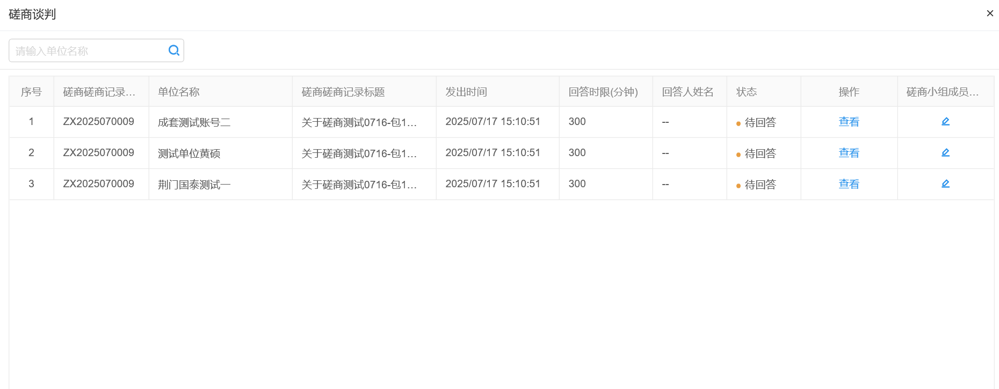 磋商谈判
请输入单位名称
序号 磋商磋商记录... 单位名称 磋商磋商记录标题 发出时间 回答时限(分钟) 回答人姓名 状态 操作 磋商小组成员...
1 ZX2025070009 成套测试账号二 关于磋商测试0716-包1... 2025/07/17 15:10:51 300 -- 待回答 查看
2 ZX2025070009 测试单位黄硕 关于磋商测试0716-包1... 2025/07/17 15:10:51 300 -- 待回答 查看
3 ZX2025070009 荆门国泰测试一 关于磋商测试0716-包1... 2025/07/17 15:10:51 300 -- 待回答 查看